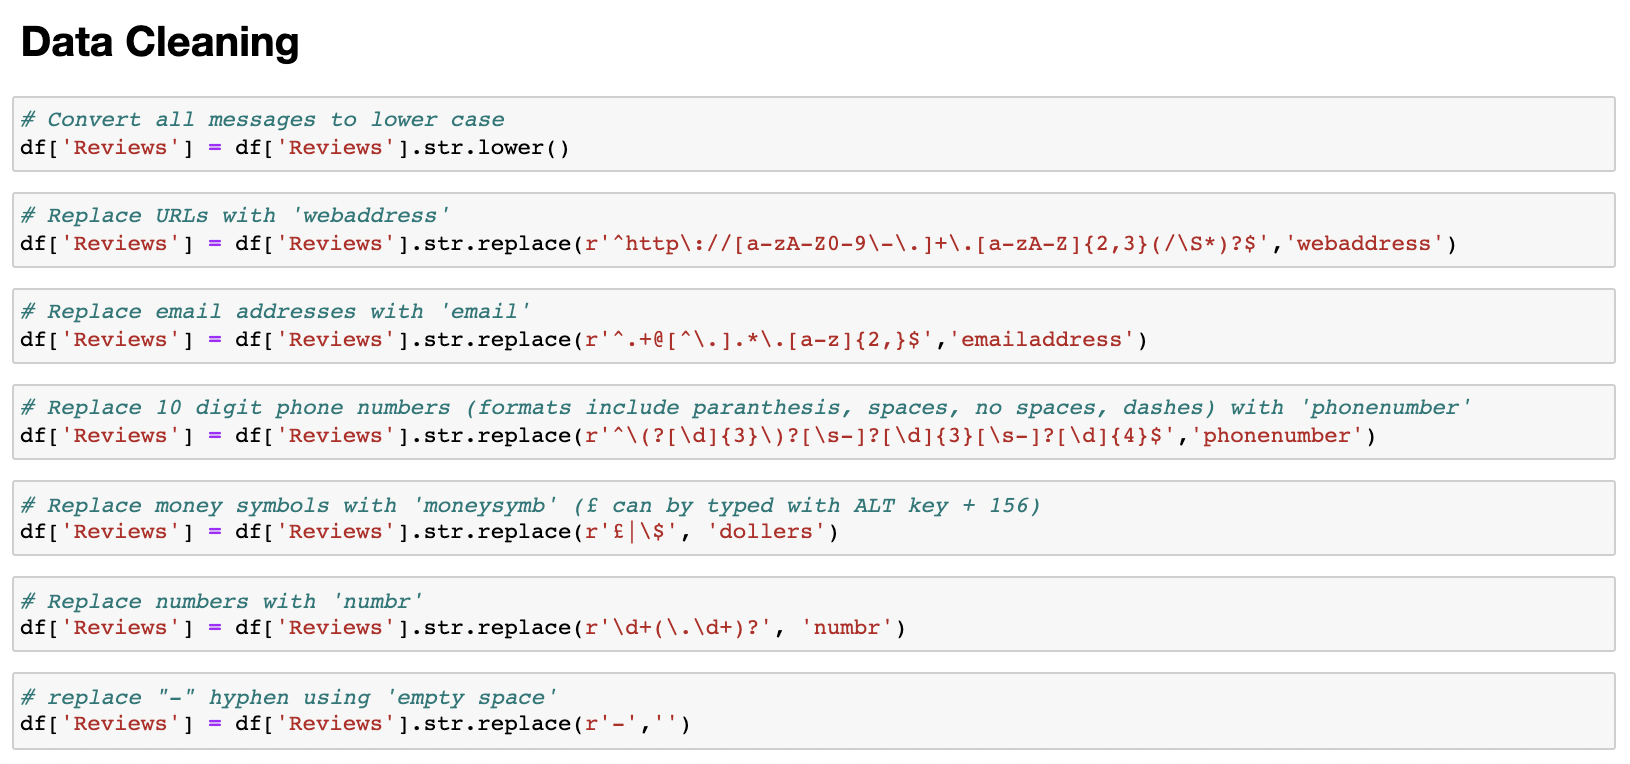 Data Cleaning
# Convert all messages to lower case
df['Reviews'] = df['Reviews'].str.lower()
# Replace URLs with 'webaddress'
df['Reviews'] = df['Reviews'].str.replace(r'^http\://[a-zA-Z0-9\-\.]+\.[a-zA-Z]{2,3}(/\S*)?$','webaddress')
# Replace email addresses with 'email'
df['Reviews'] = df['Reviews'].str.replace(r'^.+@[^\.].*\.[a-z]{2,}$','emailaddress')
# Replace 10 digit phone numbers (formats include paranthesis, spaces, no spaces, dashes) with 'phonenumber'
df['Reviews'] = df['Reviews'].str.replace(r'^\(?[\d]{3}\)?[\s-]?[\d]{3}[\s-]?[\d]{4}$','phonenumber')
# Replace money symbols with 'moneysymb' (£ can by typed with ALT key + 156)
df['Reviews'] = df['Reviews'].str.replace(r'£|\$', 'dollers')
# Replace numbers with 'numbr'
df['Reviews'] = df['Reviews'].str.replace(r'\d+(\.\d+)?', 'numbr')
# replace "-" hyphen using 'empty space'
df['Reviews'] = df['Reviews'].str.replace(r'-','')